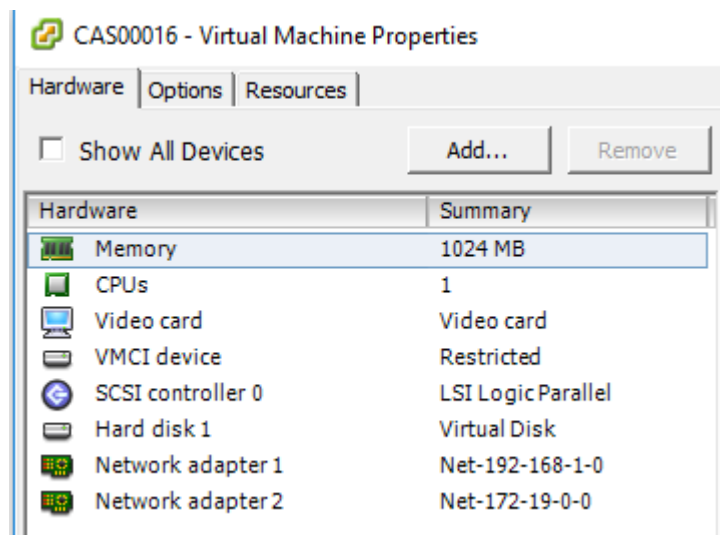 CAS00016 - Virtual Machine Properties
Hardware Options Resources
Show All Devices Add... Remove
Hardware Summary
Memory 1024 MB
CPUs 1
Video card Video card
VMCI device Restricted
SCSI controller 0 LSI Logic Parallel
Hard disk 1 Virtual Disk
Network adapter 1 Net-192-168-1-0
Network adapter 2 Net-172-19-0-0